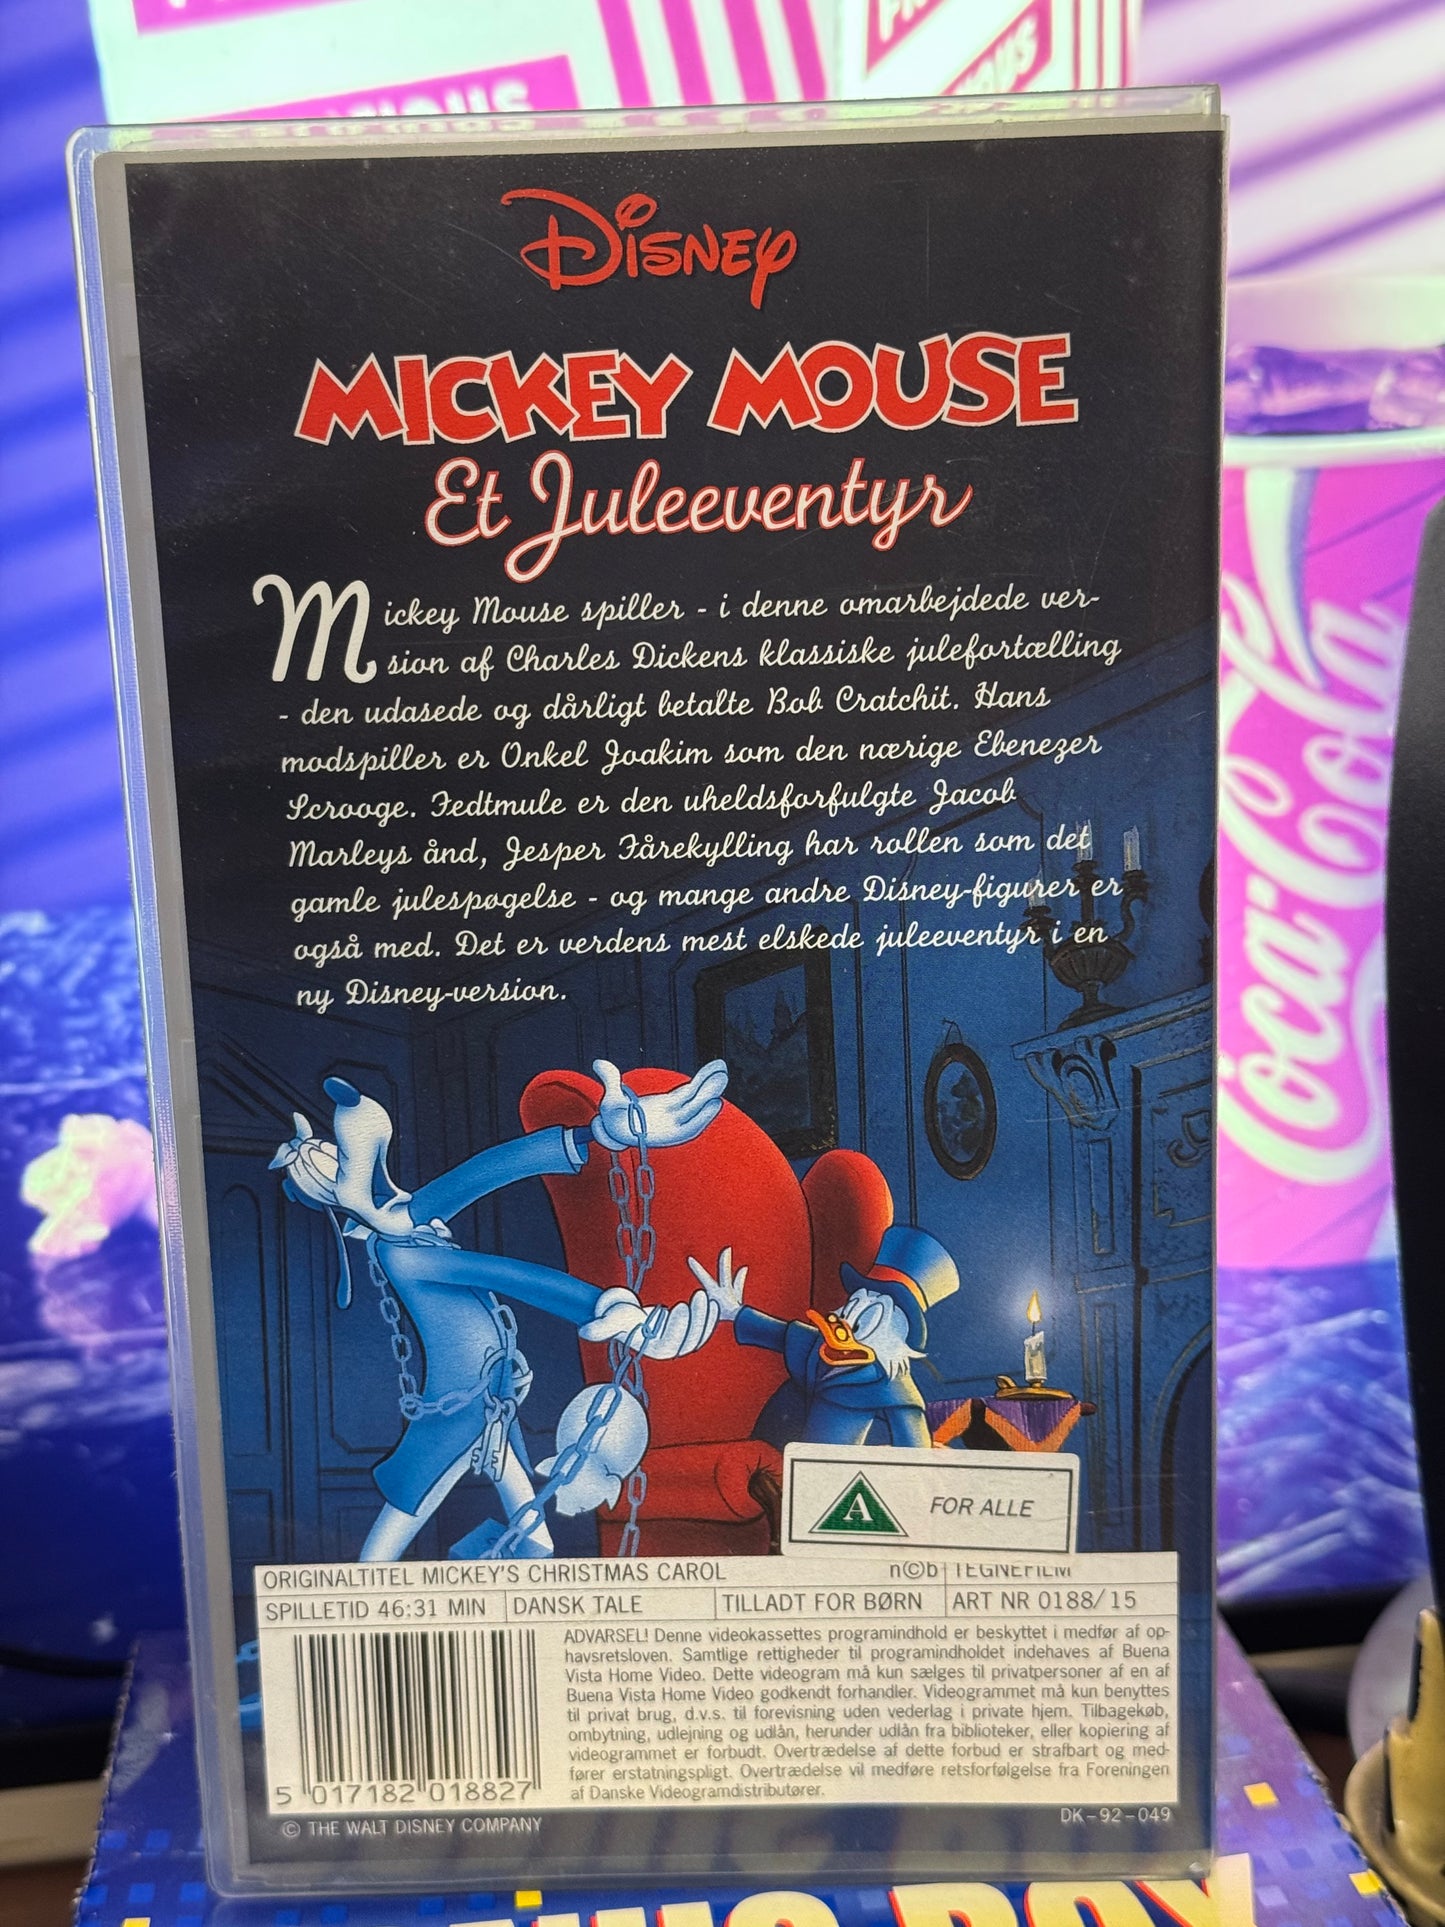 DISNEY
MICKEY MOUSE
Et Juleeventyr
Mickey Mouse spiller - i denne omarbejdede ver-
sion af Charles Dickens klassiske julefortælling
- den udasede og dårligt betalte Bob Cratchit. Hans
modspiller er Onkel Joakim som den nærige Ebenezer
Scrooge. Fedtmule er den uheldsforfulgte Jacob
Marleys ånd, Jesper Fårekylling har rollen som det
gamle julespøgelse - og mange andre Disney-figurer er
også med. Det er verdens mest elskede juleeventyr i en
ny Disney-version.
A FOR ALLE
ORIGINALTITEL MICKEY'S CHRISTMAS CAROL n©b TEGNEFILM
SPILLETID 46:31 MIN DANSK TALE TILLADT FOR BØRN ART NR 0188/15
ADVARSEL! Denne videokassettes programindhold er beskyttet i medfør af op-
havsretsloven. Samtlige rettigheder til programindholdet indehaves af Buena
Vista Home Video. Dette videogram må kun sælges til privatpersoner af en af
Buena Vista Home Video godkendt forhandler. Videogrammet må kun benyttes
til privat brug, d.v.s. til forevisning uden vederlag i private hjem. Tilbagekøb,
ombytning, udlejning og udlån, herunder udlån fra biblioteker, eller kopiering af
videogrammet er forbudt. Overtrædelse af dette forbud er strafbart og med-
fører erstatningspligt. Overtrædelse vil medføre retsforfølgelse fra Foreningen
af Danske Videogramdistributører.
5 017182 018827
© THE WALT DISNEY COMPANY
DK-92-049
Coca-Cola